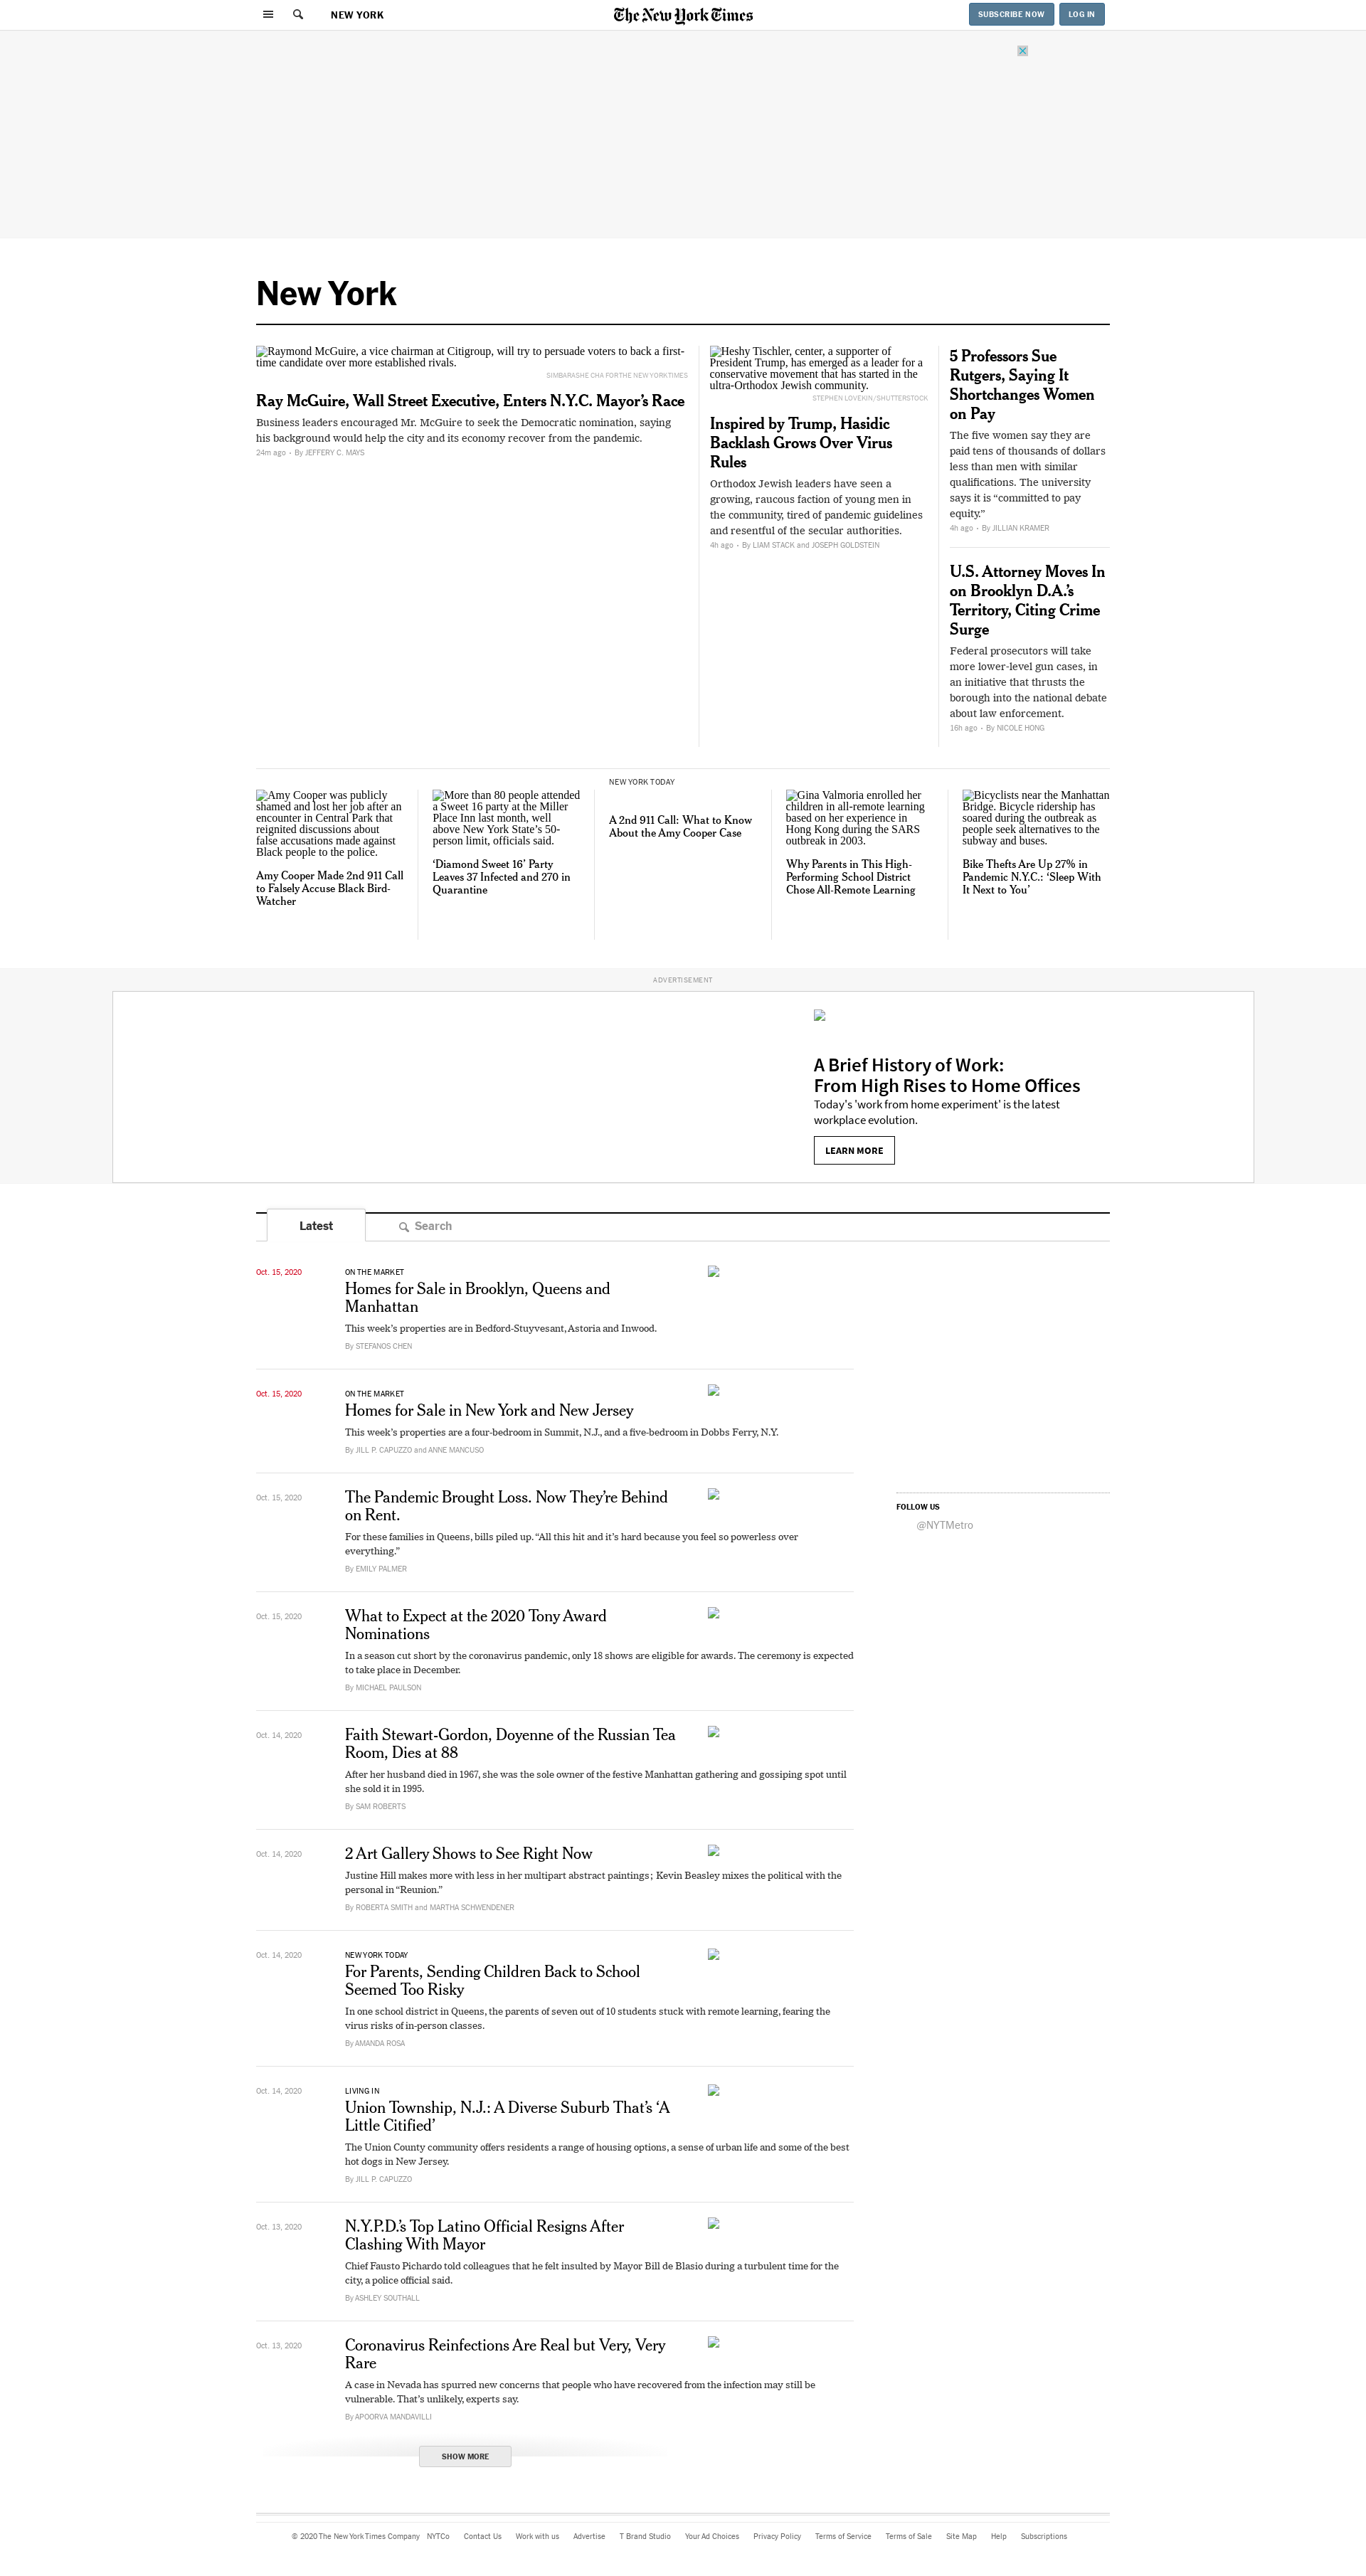 NEW YORK
The New York Times
SUBSCRIBE NOW
LOG IN
New York
Raymond McGuire, a vice chairman at Citigroup, will try to persuade voters to back a first-
time candidate over more established rivals.
SIMBARASHE CHA FOR THE NEW YORK TIMES
Ray McGuire, Wall Street Executive, Enters N.Y.C. Mayor’s Race
Business leaders encouraged Mr. McGuire to seek the Democratic nomination, saying
his background would help the city and its economy recover from the pandemic.
24m ago • By JEFFERY C. MAYS
Heshy Tischler, center, a supporter of
President Trump, has emerged as a leader for a
conservative movement that has started in the
ultra-Orthodox Jewish community.
STEPHEN LOVEKIN/SHUTTERSTOCK
Inspired by Trump, Hasidic
Backlash Grows Over Virus
Rules
Orthodox Jewish leaders have seen a
growing, raucous faction of young men in
the community, tired of pandemic guidelines
and resentful of the secular authorities.
4h ago • By LIAM STACK and JOSEPH GOLDSTEIN
5 Professors Sue
Rutgers, Saying It
Shortchanges Women
on Pay
The five women say they are
paid tens of thousands of dollars
less than men with similar
qualifications. The university
says it is “committed to pay
equity.”
4h ago • By JILLIAN KRAMER
U.S. Attorney Moves In
on Brooklyn D.A.’s
Territory, Citing Crime
Surge
Federal prosecutors will take
more lower-level gun cases, in
an initiative that thrusts the
borough into the national debate
about law enforcement.
16h ago • By NICOLE HONG
Amy Cooper was publicly
shamed and lost her job after an
encounter in Central Park that
reignited discussions about
false accusations made against
Black people to the police.
Amy Cooper Made 2nd 911 Call
to Falsely Accuse Black Bird-
Watcher
More than 80 people attended
a Sweet 16 party at the Miller
Place Inn last month, well
above New York State’s 50-
person limit, officials said.
‘Diamond Sweet 16’ Party
Leaves 37 Infected and 270 in
Quarantine
NEW YORK TODAY
A 2nd 911 Call: What to Know
About the Amy Cooper Case
Gina Valmoria enrolled her
children in all-remote learning
based on her experience in
Hong Kong during the SARS
outbreak in 2003.
Why Parents in This High-
Performing School District
Chose All-Remote Learning
Bicyclists near the Manhattan
Bridge. Bicycle ridership has
soared during the outbreak as
people seek alternatives to the
subway and buses.
Bike Thefts Are Up 27% in
Pandemic N.Y.C.: ‘Sleep With
It Next to You’
ADVERTISEMENT
A Brief History of Work:
From High Rises to Home Offices
Today's 'work from home experiment' is the latest
workplace evolution.
LEARN MORE
Latest
Search
Oct. 15, 2020
ON THE MARKET
Homes for Sale in Brooklyn, Queens and
Manhattan
This week’s properties are in Bedford-Stuyvesant, Astoria and Inwood.
By STEFANOS CHEN
Oct. 15, 2020
ON THE MARKET
Homes for Sale in New York and New Jersey
This week’s properties are a four-bedroom in Summit, N.J., and a five-bedroom in Dobbs Ferry, N.Y.
By JILL P. CAPUZZO and ANNE MANCUSO
Oct. 15, 2020
The Pandemic Brought Loss. Now They’re Behind
on Rent.
For these families in Queens, bills piled up. “All this hit and it’s hard because you feel so powerless over
everything.”
By EMILY PALMER
FOLLOW US
@NYTMetro
Oct. 15, 2020
What to Expect at the 2020 Tony Award
Nominations
In a season cut short by the coronavirus pandemic, only 18 shows are eligible for awards. The ceremony is expected
to take place in December.
By MICHAEL PAULSON
Oct. 14, 2020
Faith Stewart-Gordon, Doyenne of the Russian Tea
Room, Dies at 88
After her husband died in 1967, she was the sole owner of the festive Manhattan gathering and gossiping spot until
she sold it in 1995.
By SAM ROBERTS
Oct. 14, 2020
2 Art Gallery Shows to See Right Now
Justine Hill makes more with less in her multipart abstract paintings; Kevin Beasley mixes the political with the
personal in “Reunion.”
By ROBERTA SMITH and MARTHA SCHWENDENER
Oct. 14, 2020
NEW YORK TODAY
For Parents, Sending Children Back to School
Seemed Too Risky
In one school district in Queens, the parents of seven out of 10 students stuck with remote learning, fearing the
virus risks of in-person classes.
By AMANDA ROSA
Oct. 14, 2020
LIVING IN
Union Township, N.J.: A Diverse Suburb That’s ‘A
Little Citified’
The Union County community offers residents a range of housing options, a sense of urban life and some of the best
hot dogs in New Jersey.
By JILL P. CAPUZZO
Oct. 13, 2020
N.Y.P.D.’s Top Latino Official Resigns After
Clashing With Mayor
Chief Fausto Pichardo told colleagues that he felt insulted by Mayor Bill de Blasio during a turbulent time for the
city, a police official said.
By ASHLEY SOUTHALL
Oct. 13, 2020
Coronavirus Reinfections Are Real but Very, Very
Rare
A case in Nevada has spurred new concerns that people who have recovered from the infection may still be
vulnerable. That’s unlikely, experts say.
By APOORVA MANDAVILLI
SHOW MORE
© 2020 The New York Times Company NYTCo Contact Us Work with us Advertise T Brand Studio Your Ad Choices Privacy Policy Terms of Service Terms of Sale Site Map Help Subscriptions